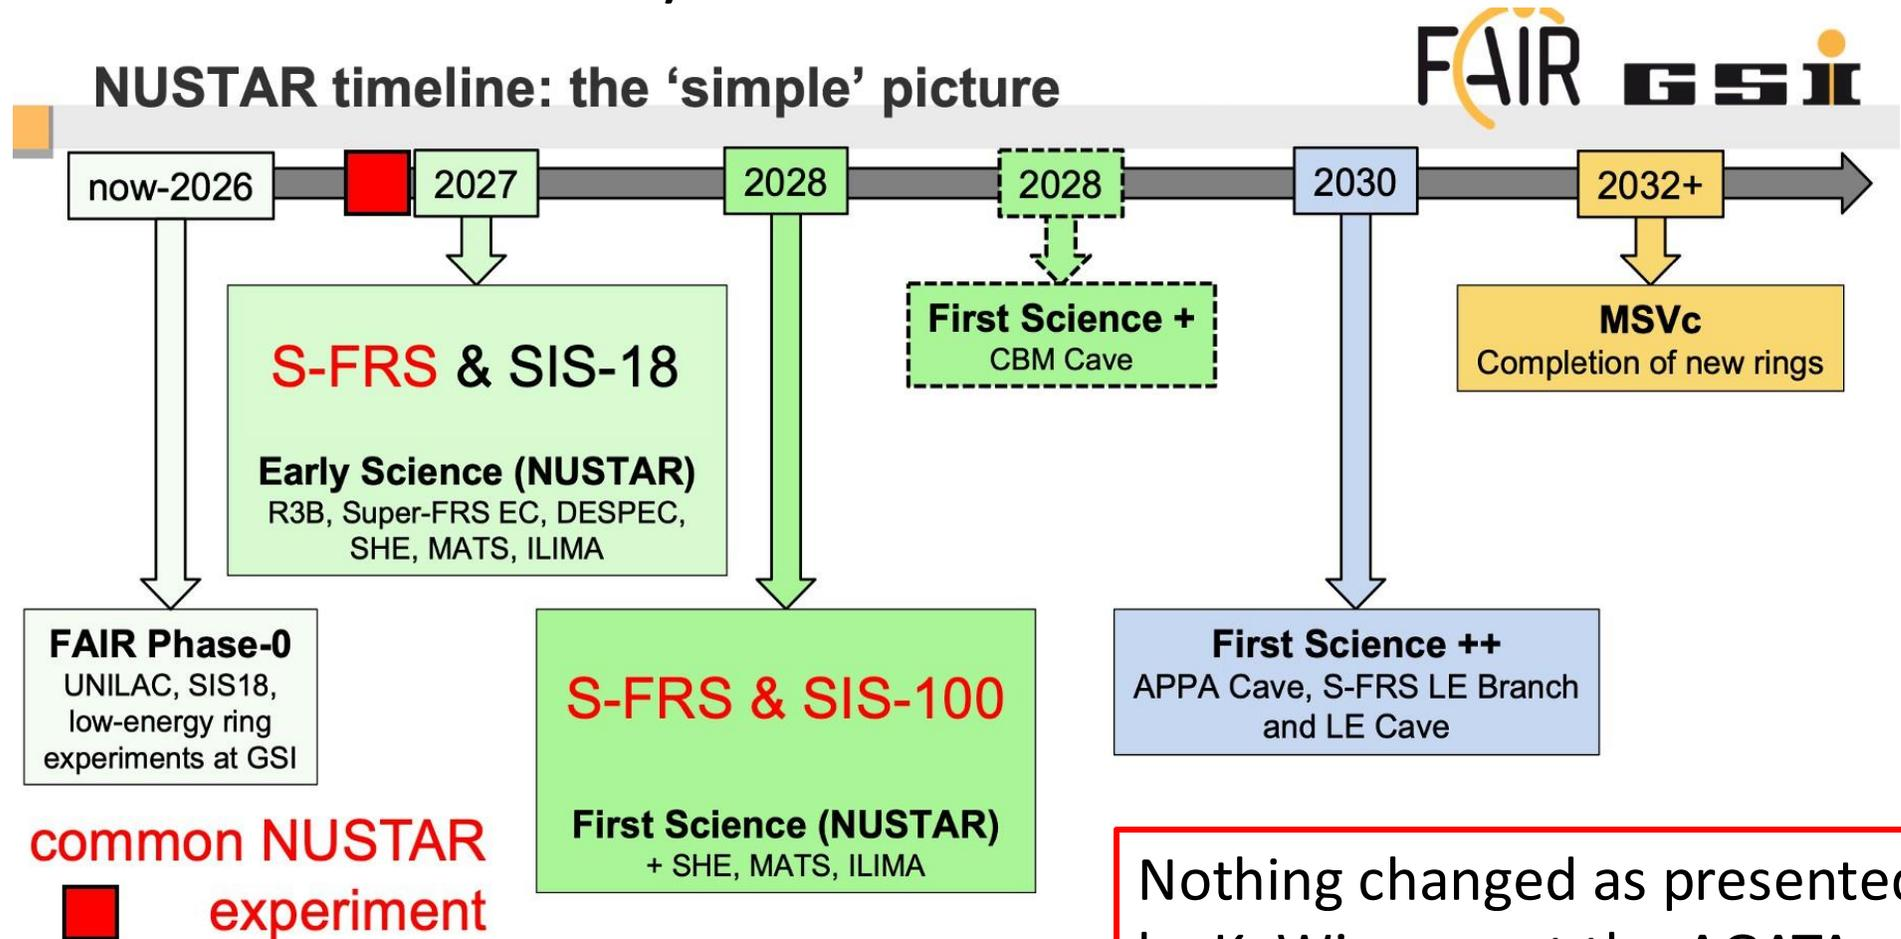 NUSTAR timeline: the ‘simple’ picture
FAIR GSI
now-2026
2027
2028
2028
2030
2032+
S-FRS & SIS-18
Early Science (NUSTAR)
R3B, Super-FRS EC, DESPEC,
SHE, MATS, ILIMA
First Science +
CBM Cave
MSVc
Completion of new rings
FAIR Phase-0
UNILAC, SIS18,
low-energy ring
experiments at GSI
S-FRS & SIS-100
First Science (NUSTAR)
+ SHE, MATS, ILIMA
First Science ++
APPA Cave, S-FRS LE Branch
and LE Cave
common NUSTAR
experiment
Nothing changed as presented
at the AGATA